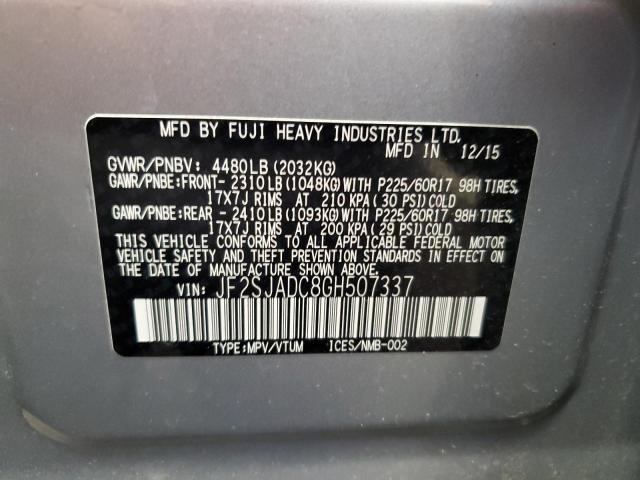 MFD BY FUJI HEAVY INDUSTRIES LTD.
MFD IN 12/15
GVWR/PNBV: 4480LB (2032KG)
GAWR/PNBE:FRONT- 2310LB (1048KG) WITH P225/60R17 98H TIRES,
17X7J RIMS AT 210 KPA ( 30 PSI) COLD
GAWR/PNBE:REAR - 2410LB (1093KG) WITH P225/60R17 98H TIRES,
17X7J RIMS AT 200 KPA ( 29 PSI) COLD
THIS VEHICLE CONFORMS TO ALL APPLICABLE FEDERAL MOTOR
VEHICLE SAFETY AND THEFT PREVENTION STANDARDS IN EFFECT ON
THE DATE OF MANUFACTURE SHOWN ABOVE.
VIN: JF2SJADC8GH507337
TYPE:MPV/VTUM ICES/NMB-002